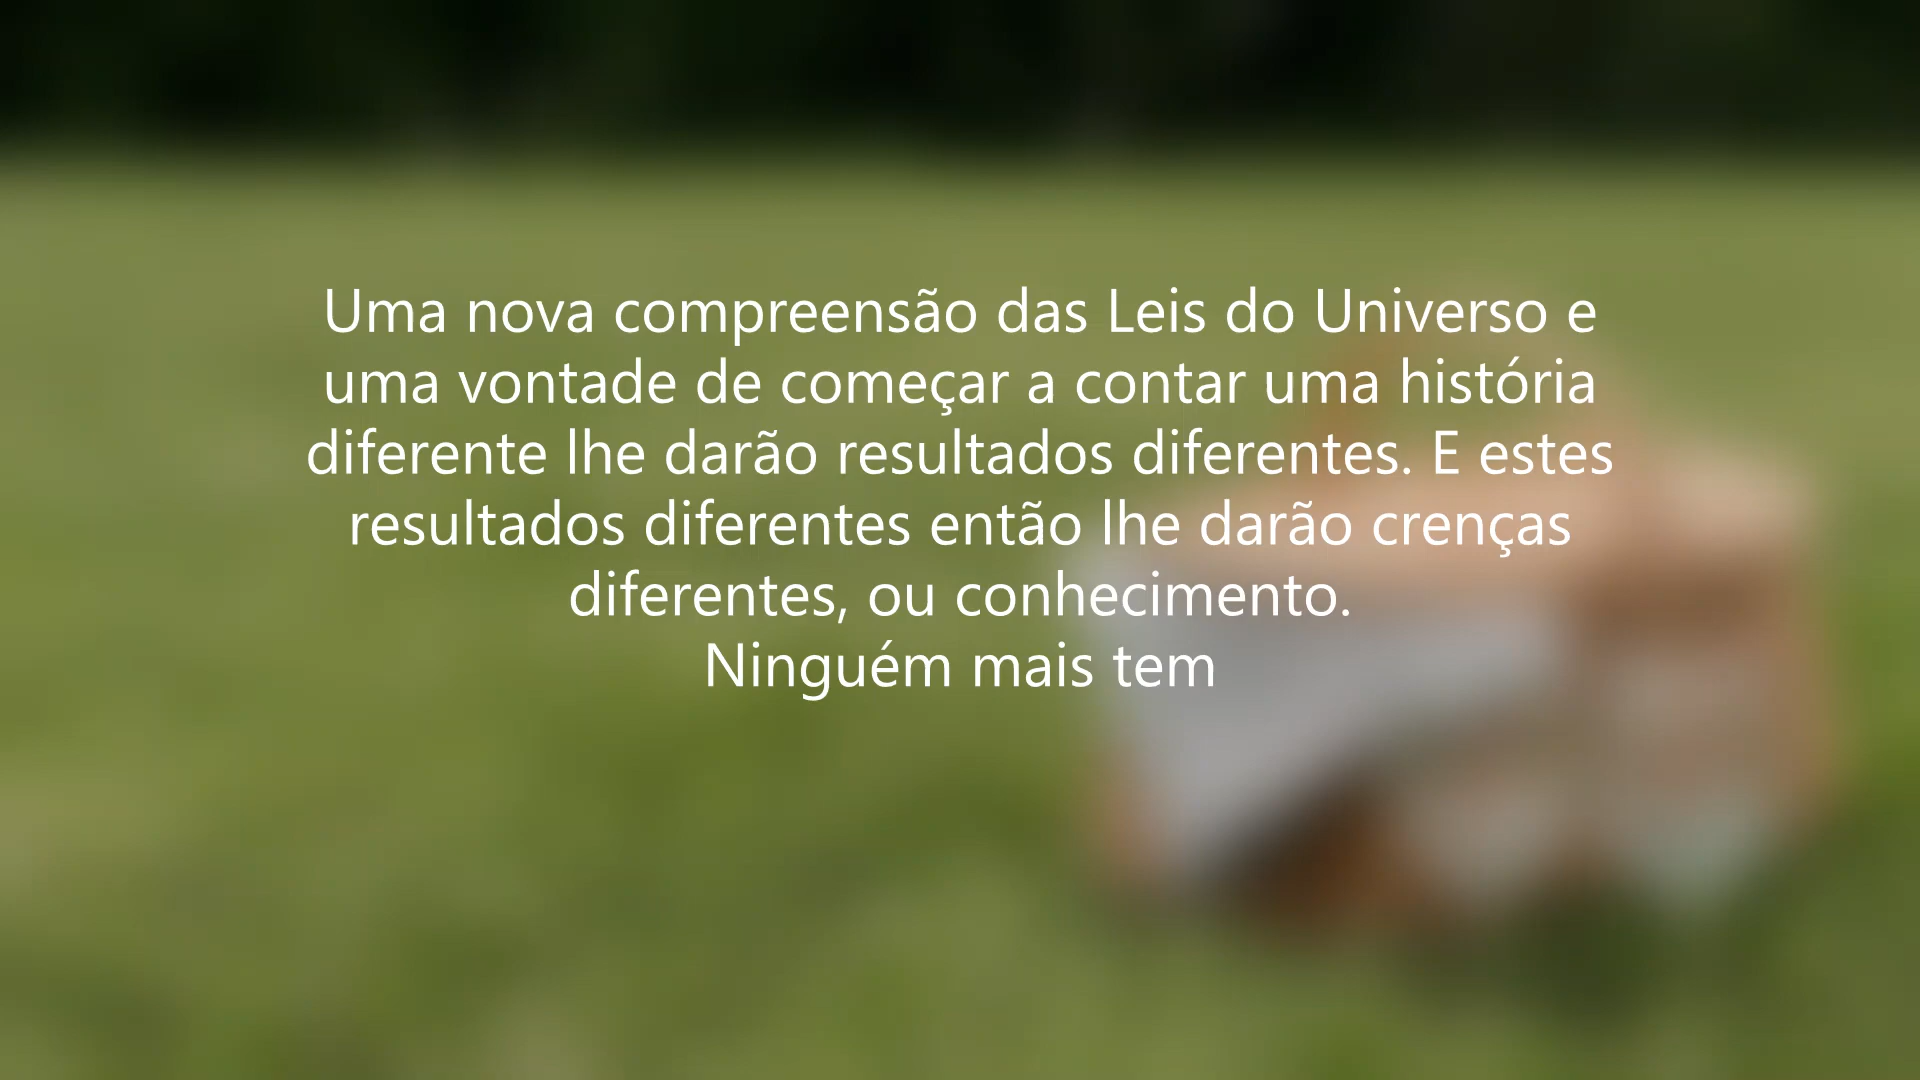 Uma nova compreensão das Leis do Universo e
uma vontade de começar a contar uma história
diferente lhe darão resultados diferentes. E estes
resultados diferentes então lhe darão crenças
diferentes, ou conhecimento.
Ninguém mais tem